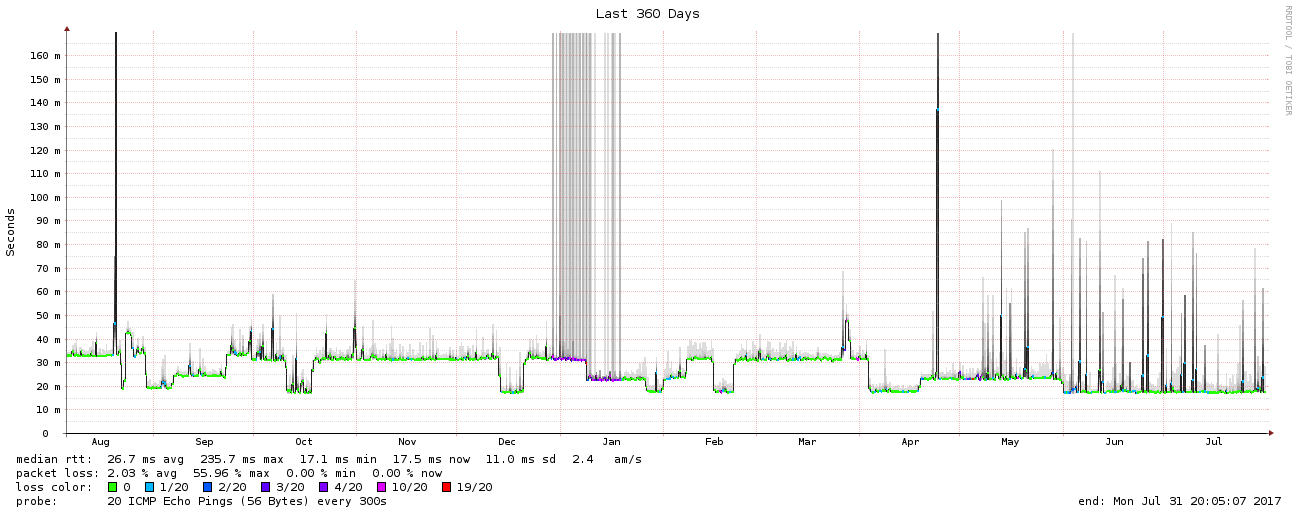 Last 360 Days
RRDTOOL / TOBI OETIKER
Seconds
160 m
150 m
140 m
130 m
120 m
110 m
100 m
90 m
80 m
70 m
60 m
50 m
40 m
30 m
20 m
10 m
0
Aug Sep Oct Nov Dec Jan Feb Mar Apr May Jun Jul
median rtt: 26.7 ms avg 235.7 ms max 17.1 ms min 17.5 ms now 11.0 ms sd 2.4 am/s
packet loss: 2.03 % avg 55.96 % max 0.00 % min 0.00 % now
loss color: 0 1/20 2/20 3/20 4/20 10/20 19/20
probe: 20 ICMP Echo Pings (56 Bytes) every 300s end: Mon Jul 31 20:05:07 2017